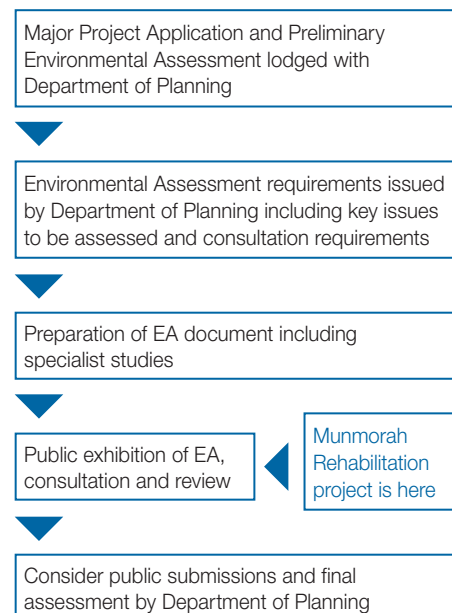 Major Project Application and Preliminary
Environmental Assessment lodged with
Department of Planning
Environmental Assessment requirements issued
by Department of Planning including key issues
to be assessed and consultation requirements
Preparation of EA document including
specialist studies
Public exhibition of EA,
consultation and review
Munmorah
Rehabilitation
project is here
Consider public submissions and final
assessment by Department of Planning